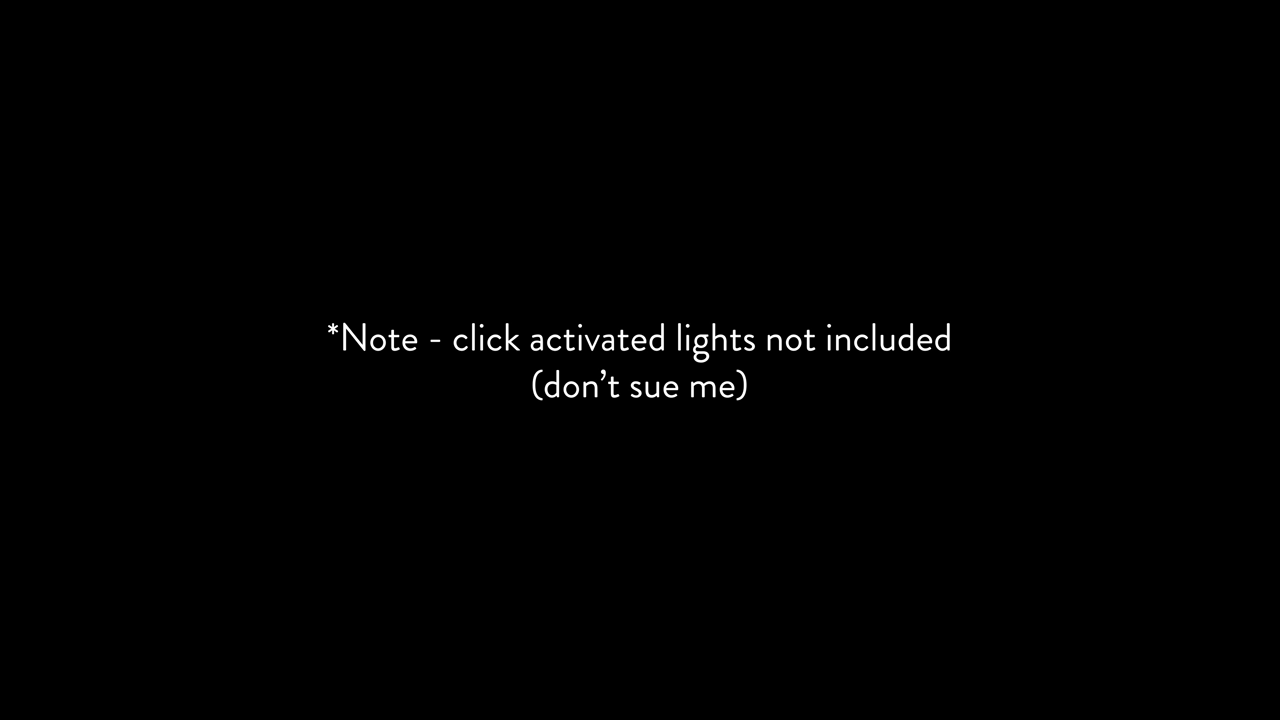 *Note - click activated lights not included
(don’t sue me)